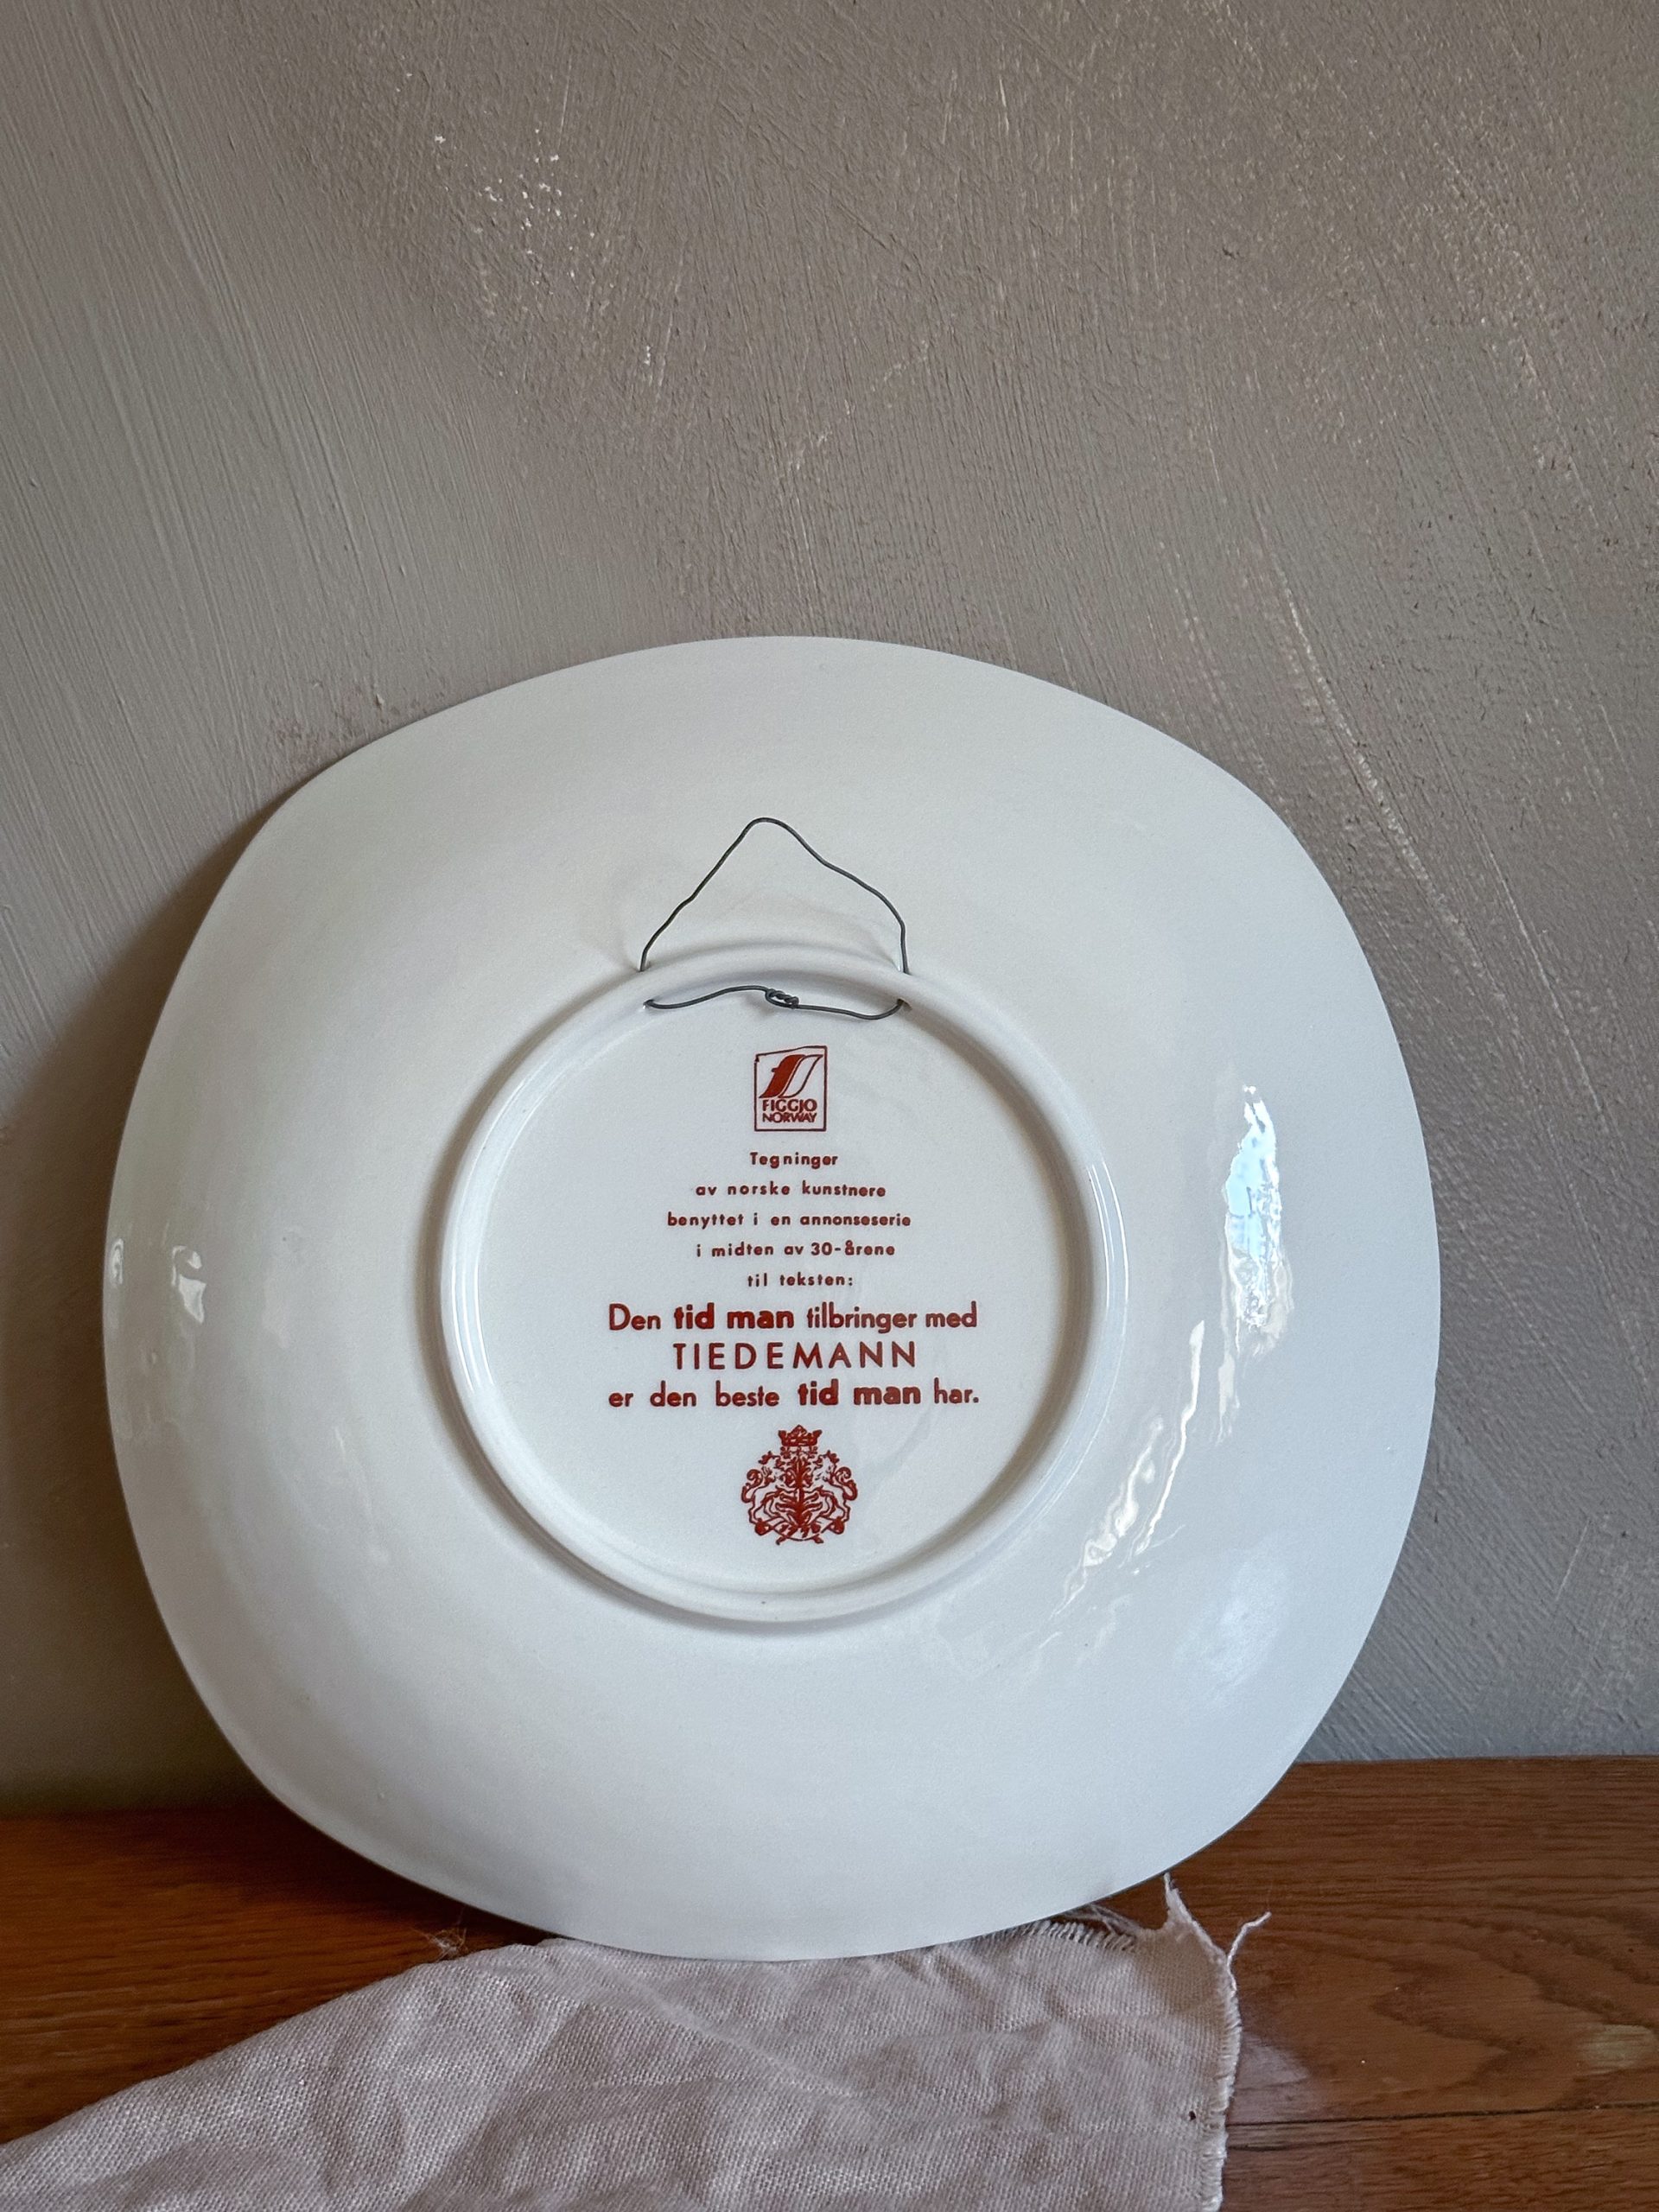 FIGGJO
NORWAY
Tegninger
av norske kunstnere
benyttet i en annonseserie
i midten av 30-årene
til teksten:
Den tid man tilbringer med
TIEDEMANN
er den beste tid man har.